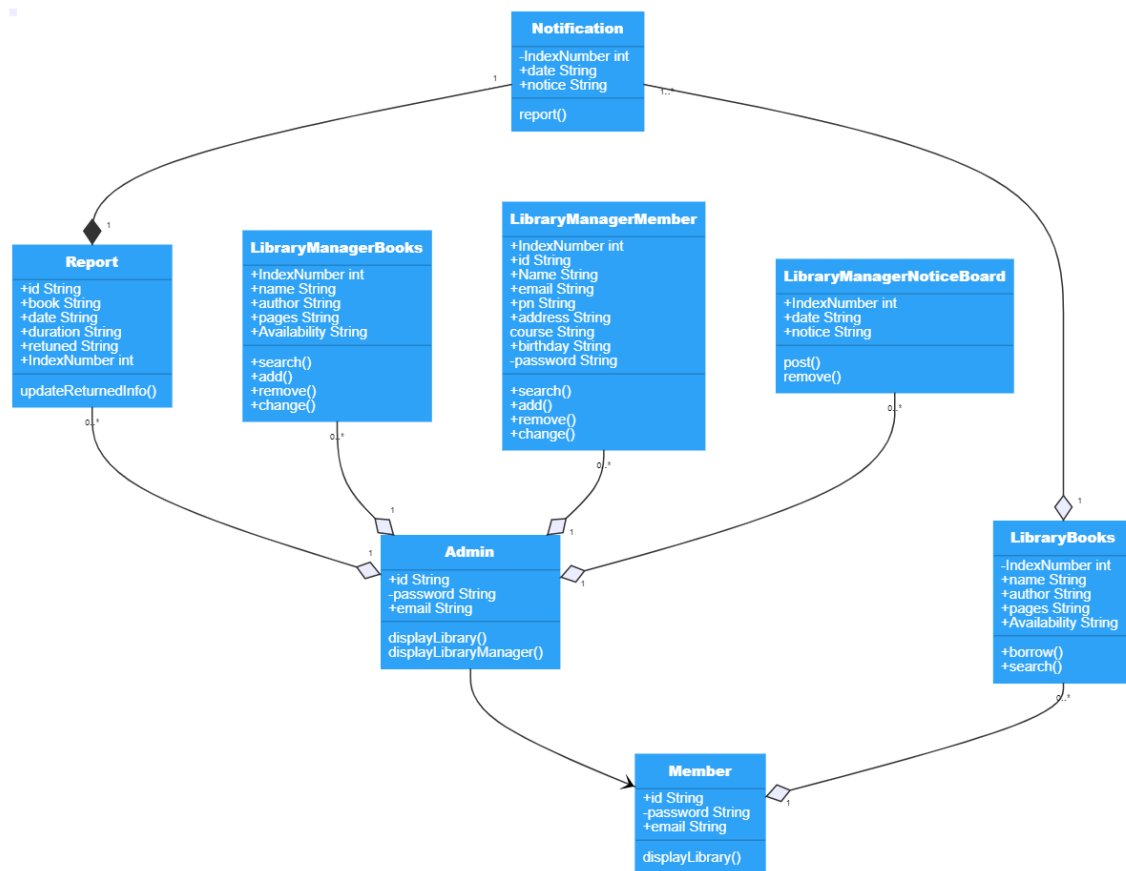 Notification
-IndexNumber int
+date String
+notice String
report()
1
1..*
1
Report
+id String
+book String
+date String
+duration String
+retuned String
+IndexNumber int
updateReturnedInfo()
0..*
LibraryManagerBooks
+IndexNumber int
+name String
+author String
+pages String
+Availability String
+search()
+add()
+remove()
+change()
0..*
LibraryManagerMember
+IndexNumber int
+id String
+Name String
+email String
+pn String
+address String
course String
+birthday String
-password String
+search()
+add()
+remove()
+change()
0..*
LibraryManagerNoticeBoard
+IndexNumber int
+date String
+notice String
post()
remove()
0..*
1
1
1
1
Admin
+id String
-password String
+email String
displayLibrary()
displayLibraryManager()
1
LibraryBooks
-IndexNumber int
+name String
+author String
+pages String
+Availability String
+borrow()
+search()
0..*
1
Member
+id String
-password String
+email String
displayLibrary()